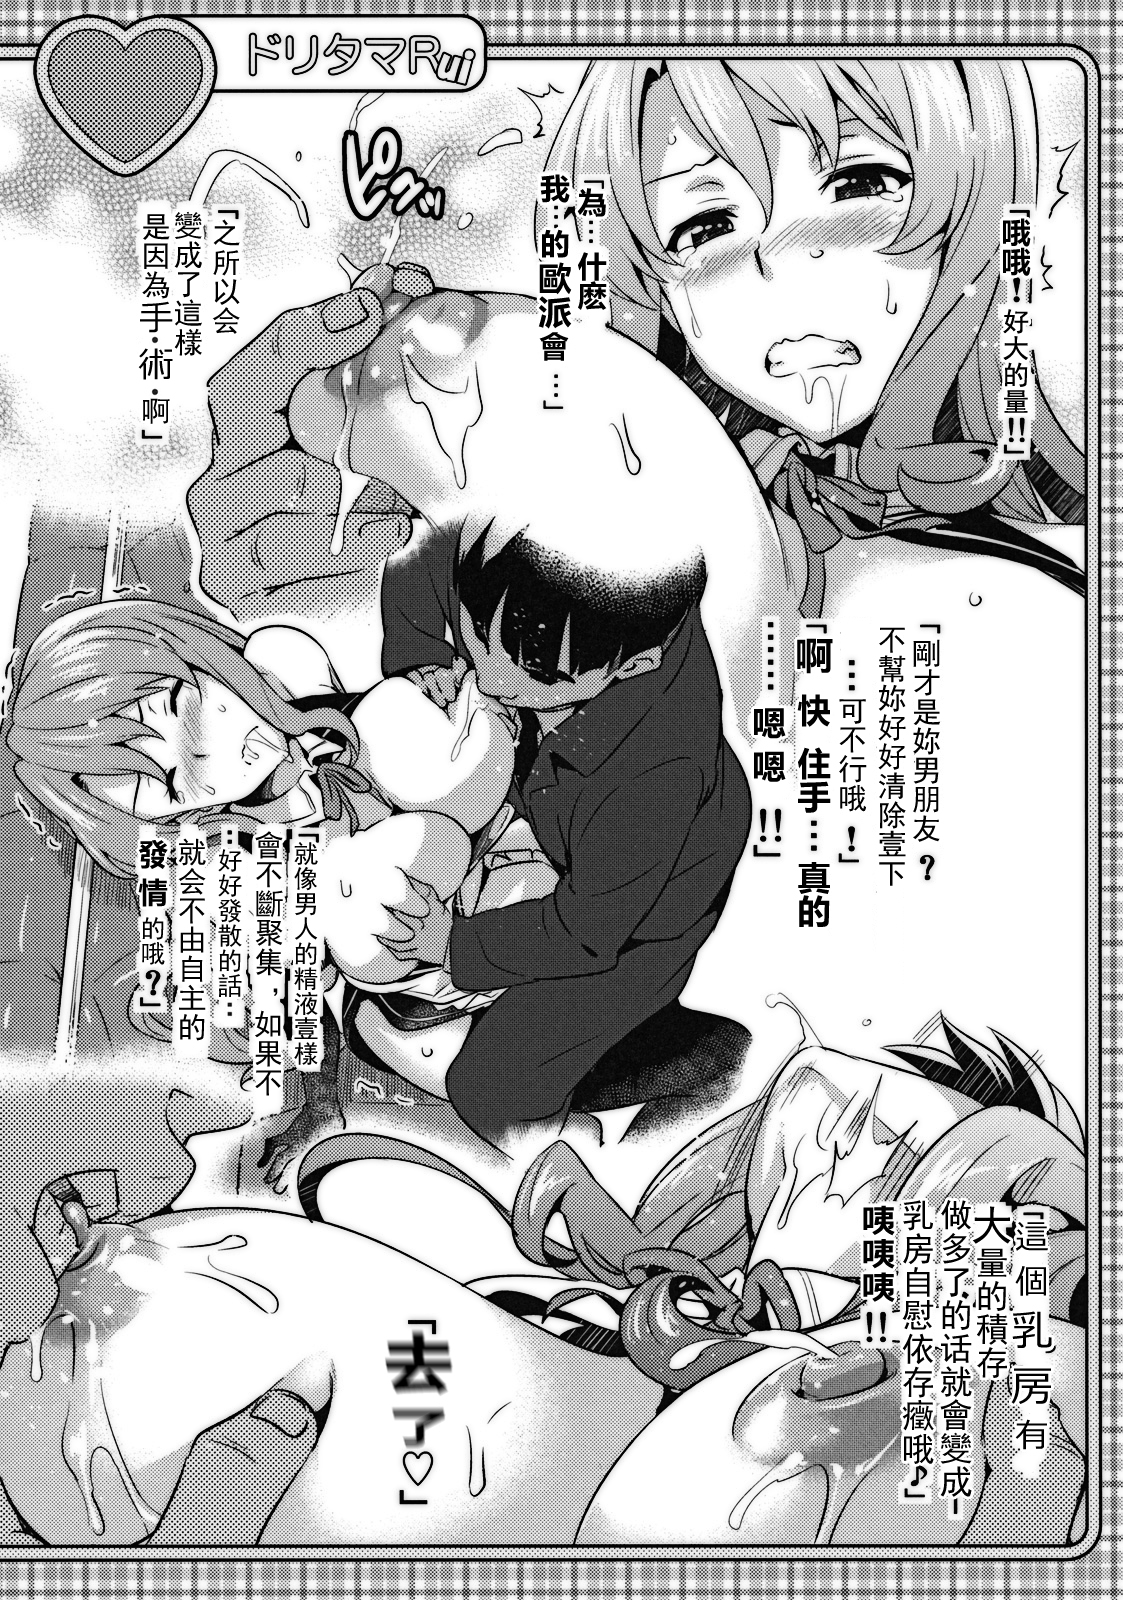 ドリタマRui
ピクッ
「哦哦！好大的量!!」
「為…什麽
我…的歐派會…」
「之所以会
變成了這樣
是因為手·術·啊」
「剛才是妳男朋友？
不幫妳好好清除壹下
…可不行哦！」
「啊 快 住手…真的
……嗯 嗯 !!」
「就像男人的精液壹樣
會不斷聚集，如果不
…好好發散的話…
就会不由自主的
發情的哦？」
「這個乳房有
大量的積存
做多了的话就會變成-
乳房自慰依存癥哦♪」
咦咦咦!!
「去了♡」